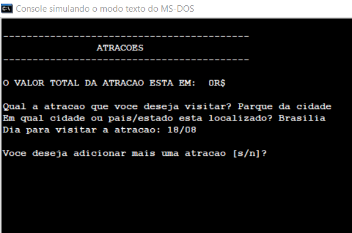 Console simulando o modo texto do MS-DOS
-----------------------------------------
ATRACOES
-----------------------------------------
O VALOR TOTAL DA ATRACAO ESTA EM:  0R$
Qual a atracao que voce deseja visitar? Parque da cidade
Em qual cidade ou pais/estado esta localizado? Brasilia
Dia para visitar a atracao: 18/08
Voce deseja adicionar mais uma atracao [s/n]?